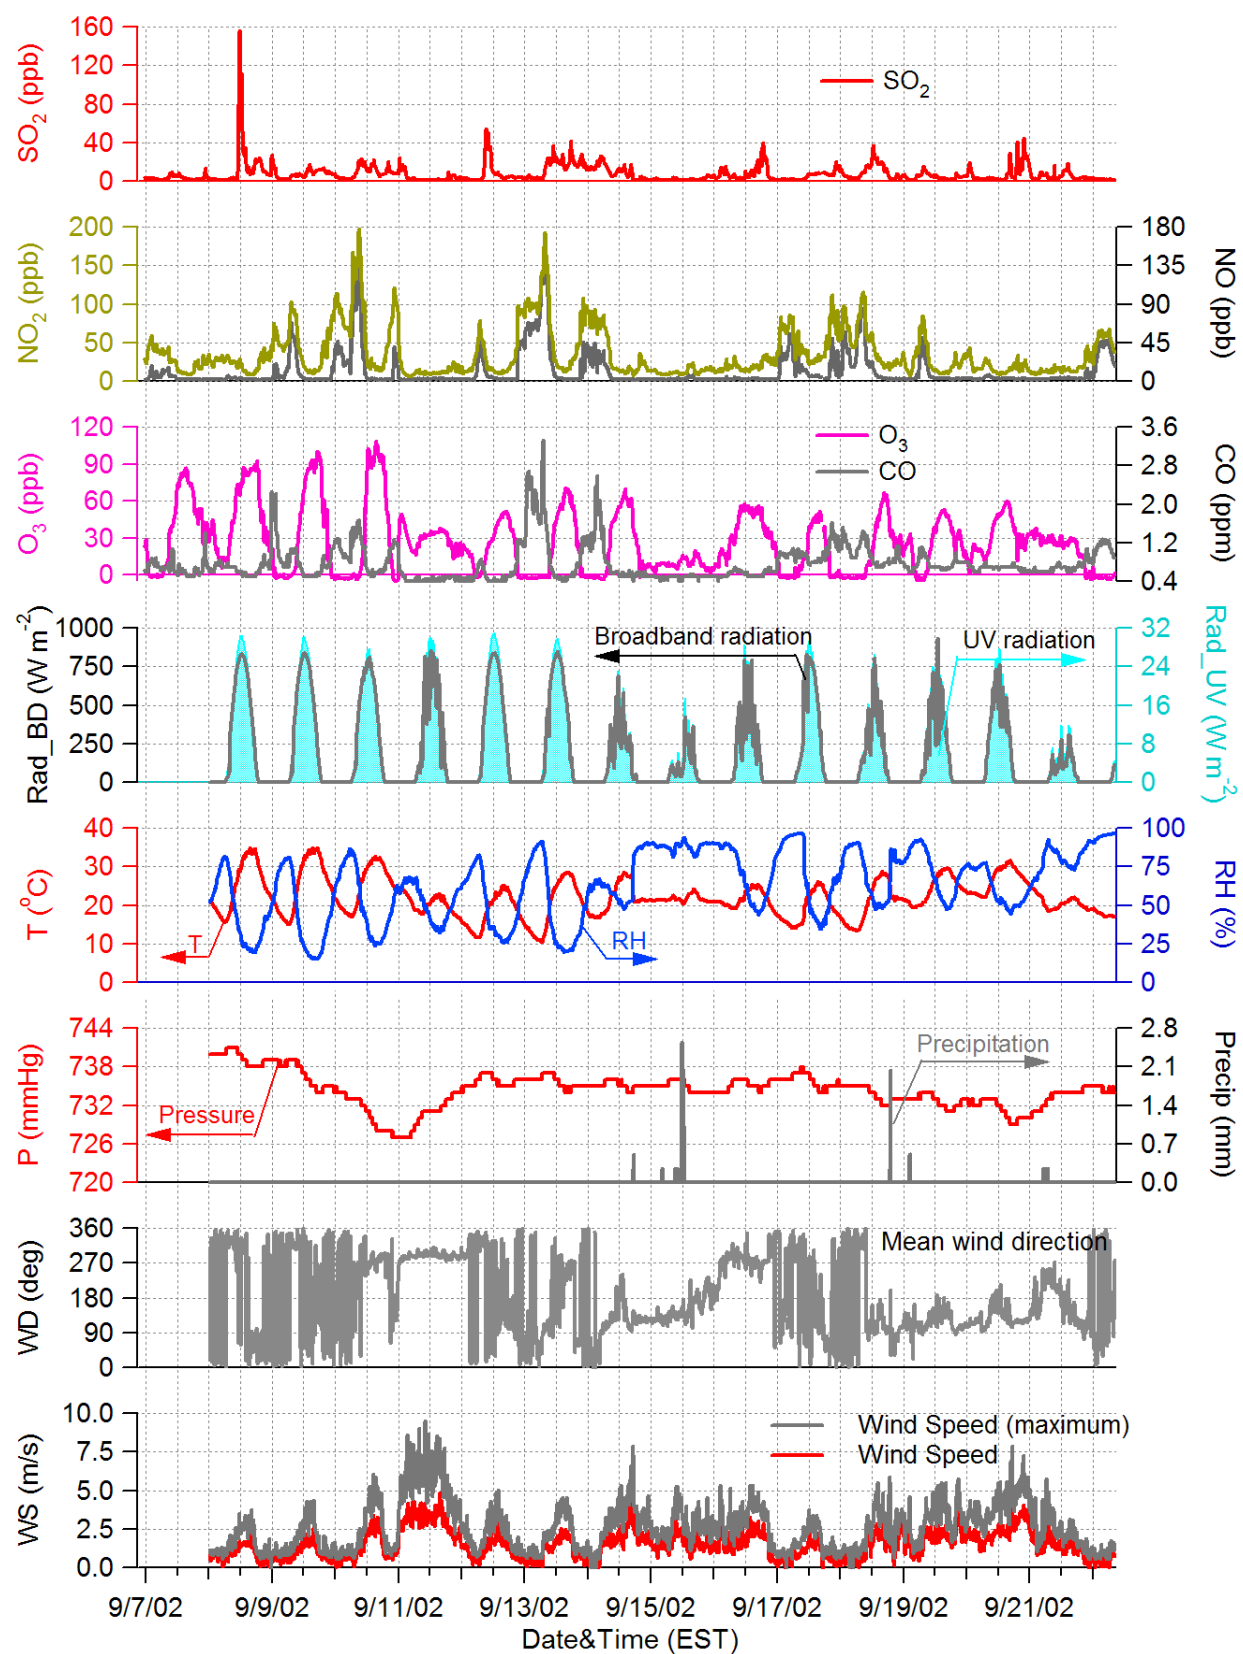 SO2 (ppb)
160
120
80
40
0
SO2
NO2 (ppb)
200
150
100
50
0
180
135
90
45
0
NO (ppb)
O3 (ppb)
120
90
60
30
0
O3
CO
3.6
2.8
2.0
1.2
0.4
CO (ppm)
Rad_BD (W m-2)
1000
750
500
250
0
Broadband radiation
UV radiation
32
24
16
8
0
Rad_UV (W m-2)
T (oC)
40
30
20
10
0
T
RH
100
75
50
25
0
RH (%)
P (mmHg)
744
738
732
726
720
Pressure
Precipitation
2.8
2.1
1.4
0.7
0.0
Precip (mm)
WD (deg)
360
270
180
90
0
Mean wind direction
WS (m/s)
10.0
7.5
5.0
2.5
0.0
Wind Speed (maximum)
Wind Speed
9/7/02 9/9/02 9/11/02 9/13/02 9/15/02 9/17/02 9/19/02 9/21/02
Date&Time (EST)